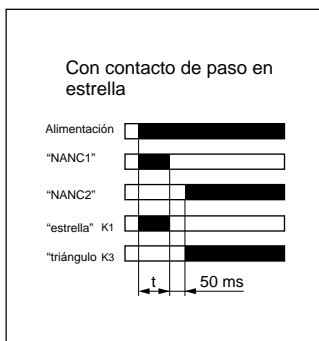 Con contacto de paso en
estrella
Alimentación
“NANC1”
“NANC2”
“estrella” K1
“triángulo K3
t 50 ms